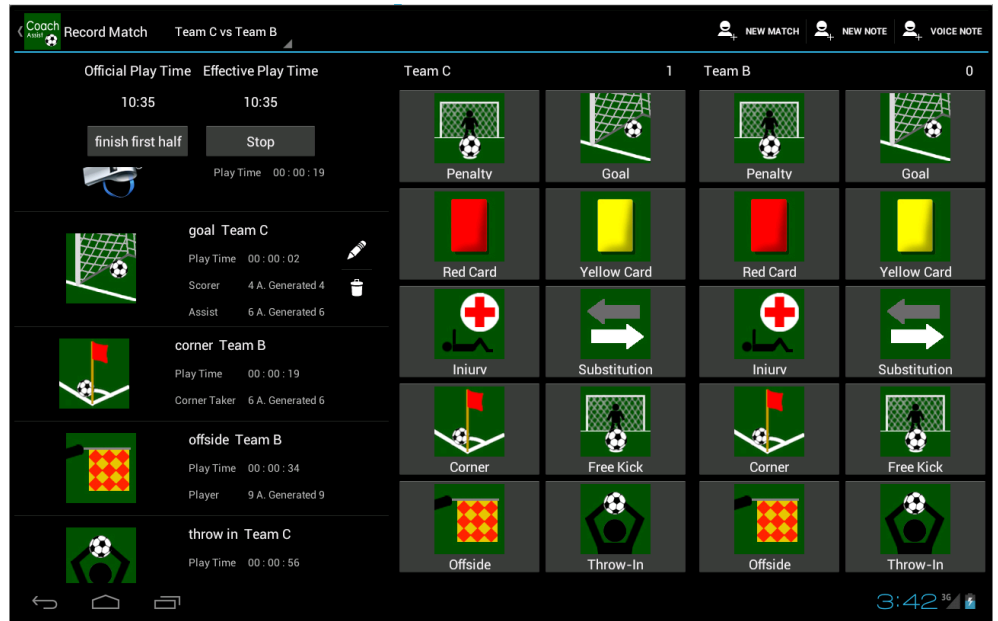 Coach
Assist
Record Match
Team C vs Team B
NEW MATCH
NEW NOTE
VOICE NOTE
Official Play Time
Effective Play Time
10:35
10:35
finish first half
Stop
Play Time 00 : 00 : 19
goal Team C
Play Time 00 : 00 : 02
Scorer 4 A. Generated 4
Assist 6 A. Generated 6
corner Team B
Play Time 00 : 00 : 19
Corner Taker 6 A. Generated 6
offside Team B
Play Time 00 : 00 : 34
Player 9 A. Generated 9
throw in Team C
Play Time 00 : 00 : 56
Team C 1
Penalty
Goal
Red Card
Yellow Card
Injury
Substitution
Corner
Free Kick
Offside
Throw-In
Team B 0
Penalty
Goal
Red Card
Yellow Card
Injury
Substitution
Corner
Free Kick
Offside
Throw-In
3:42 3G